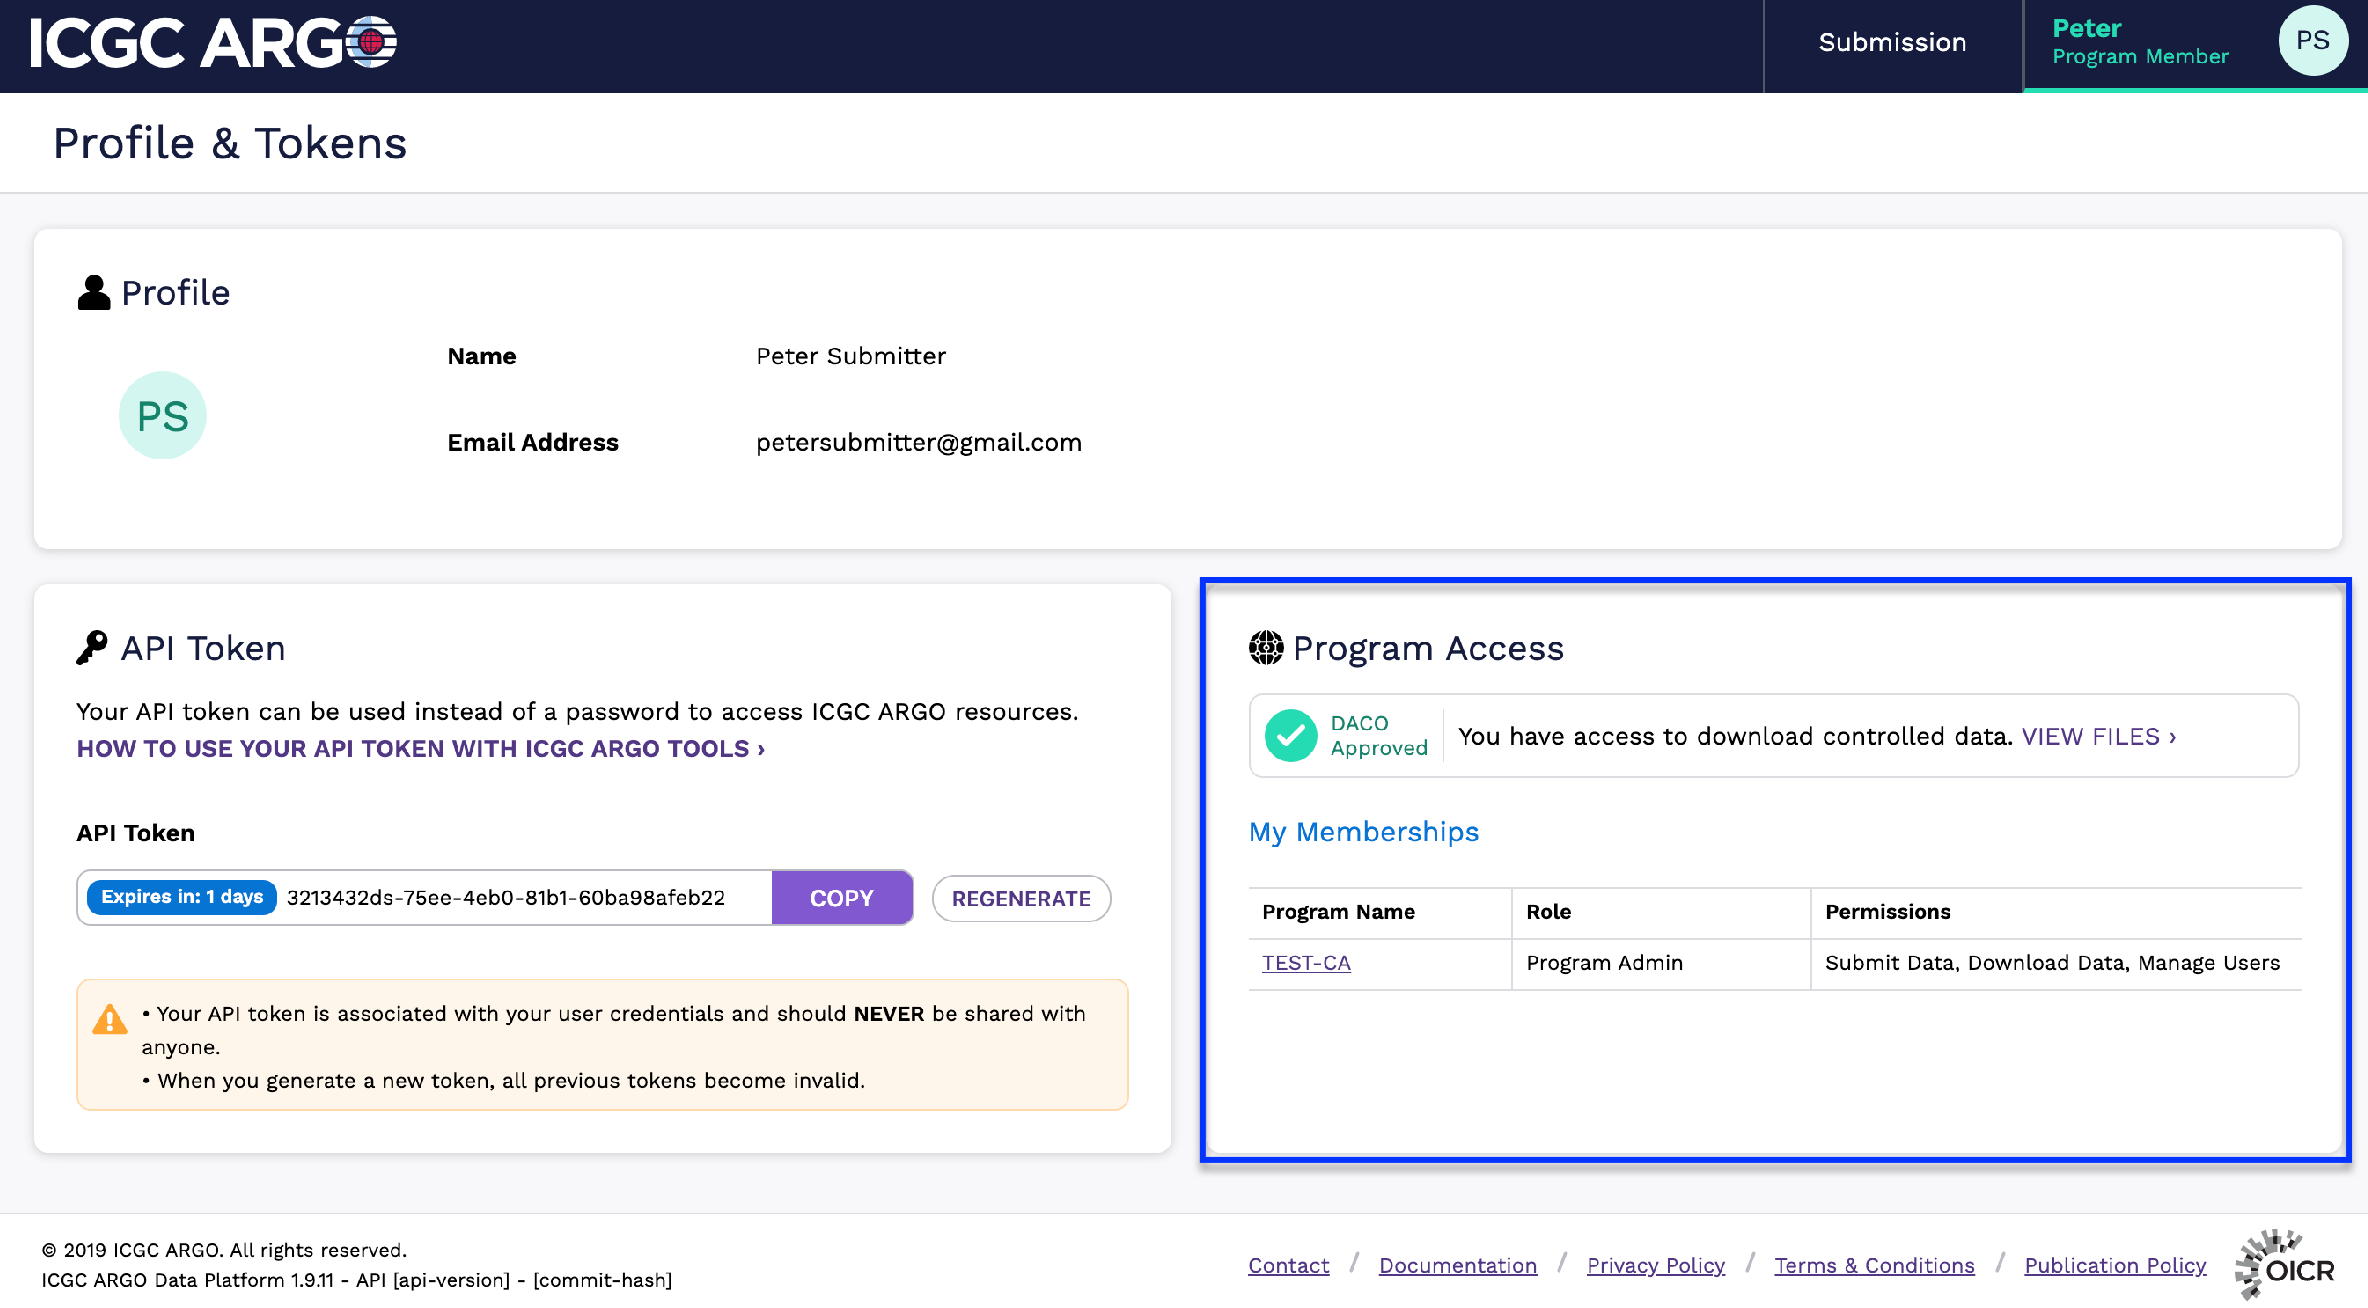 ICGC ARGO
Submission
Peter
Program Member
PS
Profile & Tokens
Profile
PS
Name
Peter Submitter
Email Address
petersubmitter@gmail.com
API Token
Your API token can be used instead of a password to access ICGC ARGO resources.
HOW TO USE YOUR API TOKEN WITH ICGC ARGO TOOLS ›
API Token
Expires in: 1 days
3213432ds-75ee-4eb0-81b1-60ba98afeb22
COPY
REGENERATE
• Your API token is associated with your user credentials and should NEVER be shared with
anyone.
• When you generate a new token, all previous tokens become invalid.
Program Access
DACO
Approved
You have access to download controlled data. VIEW FILES ›
My Memberships
Program Name Role Permissions
TEST-CA Program Admin Submit Data, Download Data, Manage Users
© 2019 ICGC ARGO. All rights reserved.
ICGC ARGO Data Platform 1.9.11 - API [api-version] - [commit-hash]
Contact / Documentation / Privacy Policy / Terms & Conditions / Publication Policy
OICR